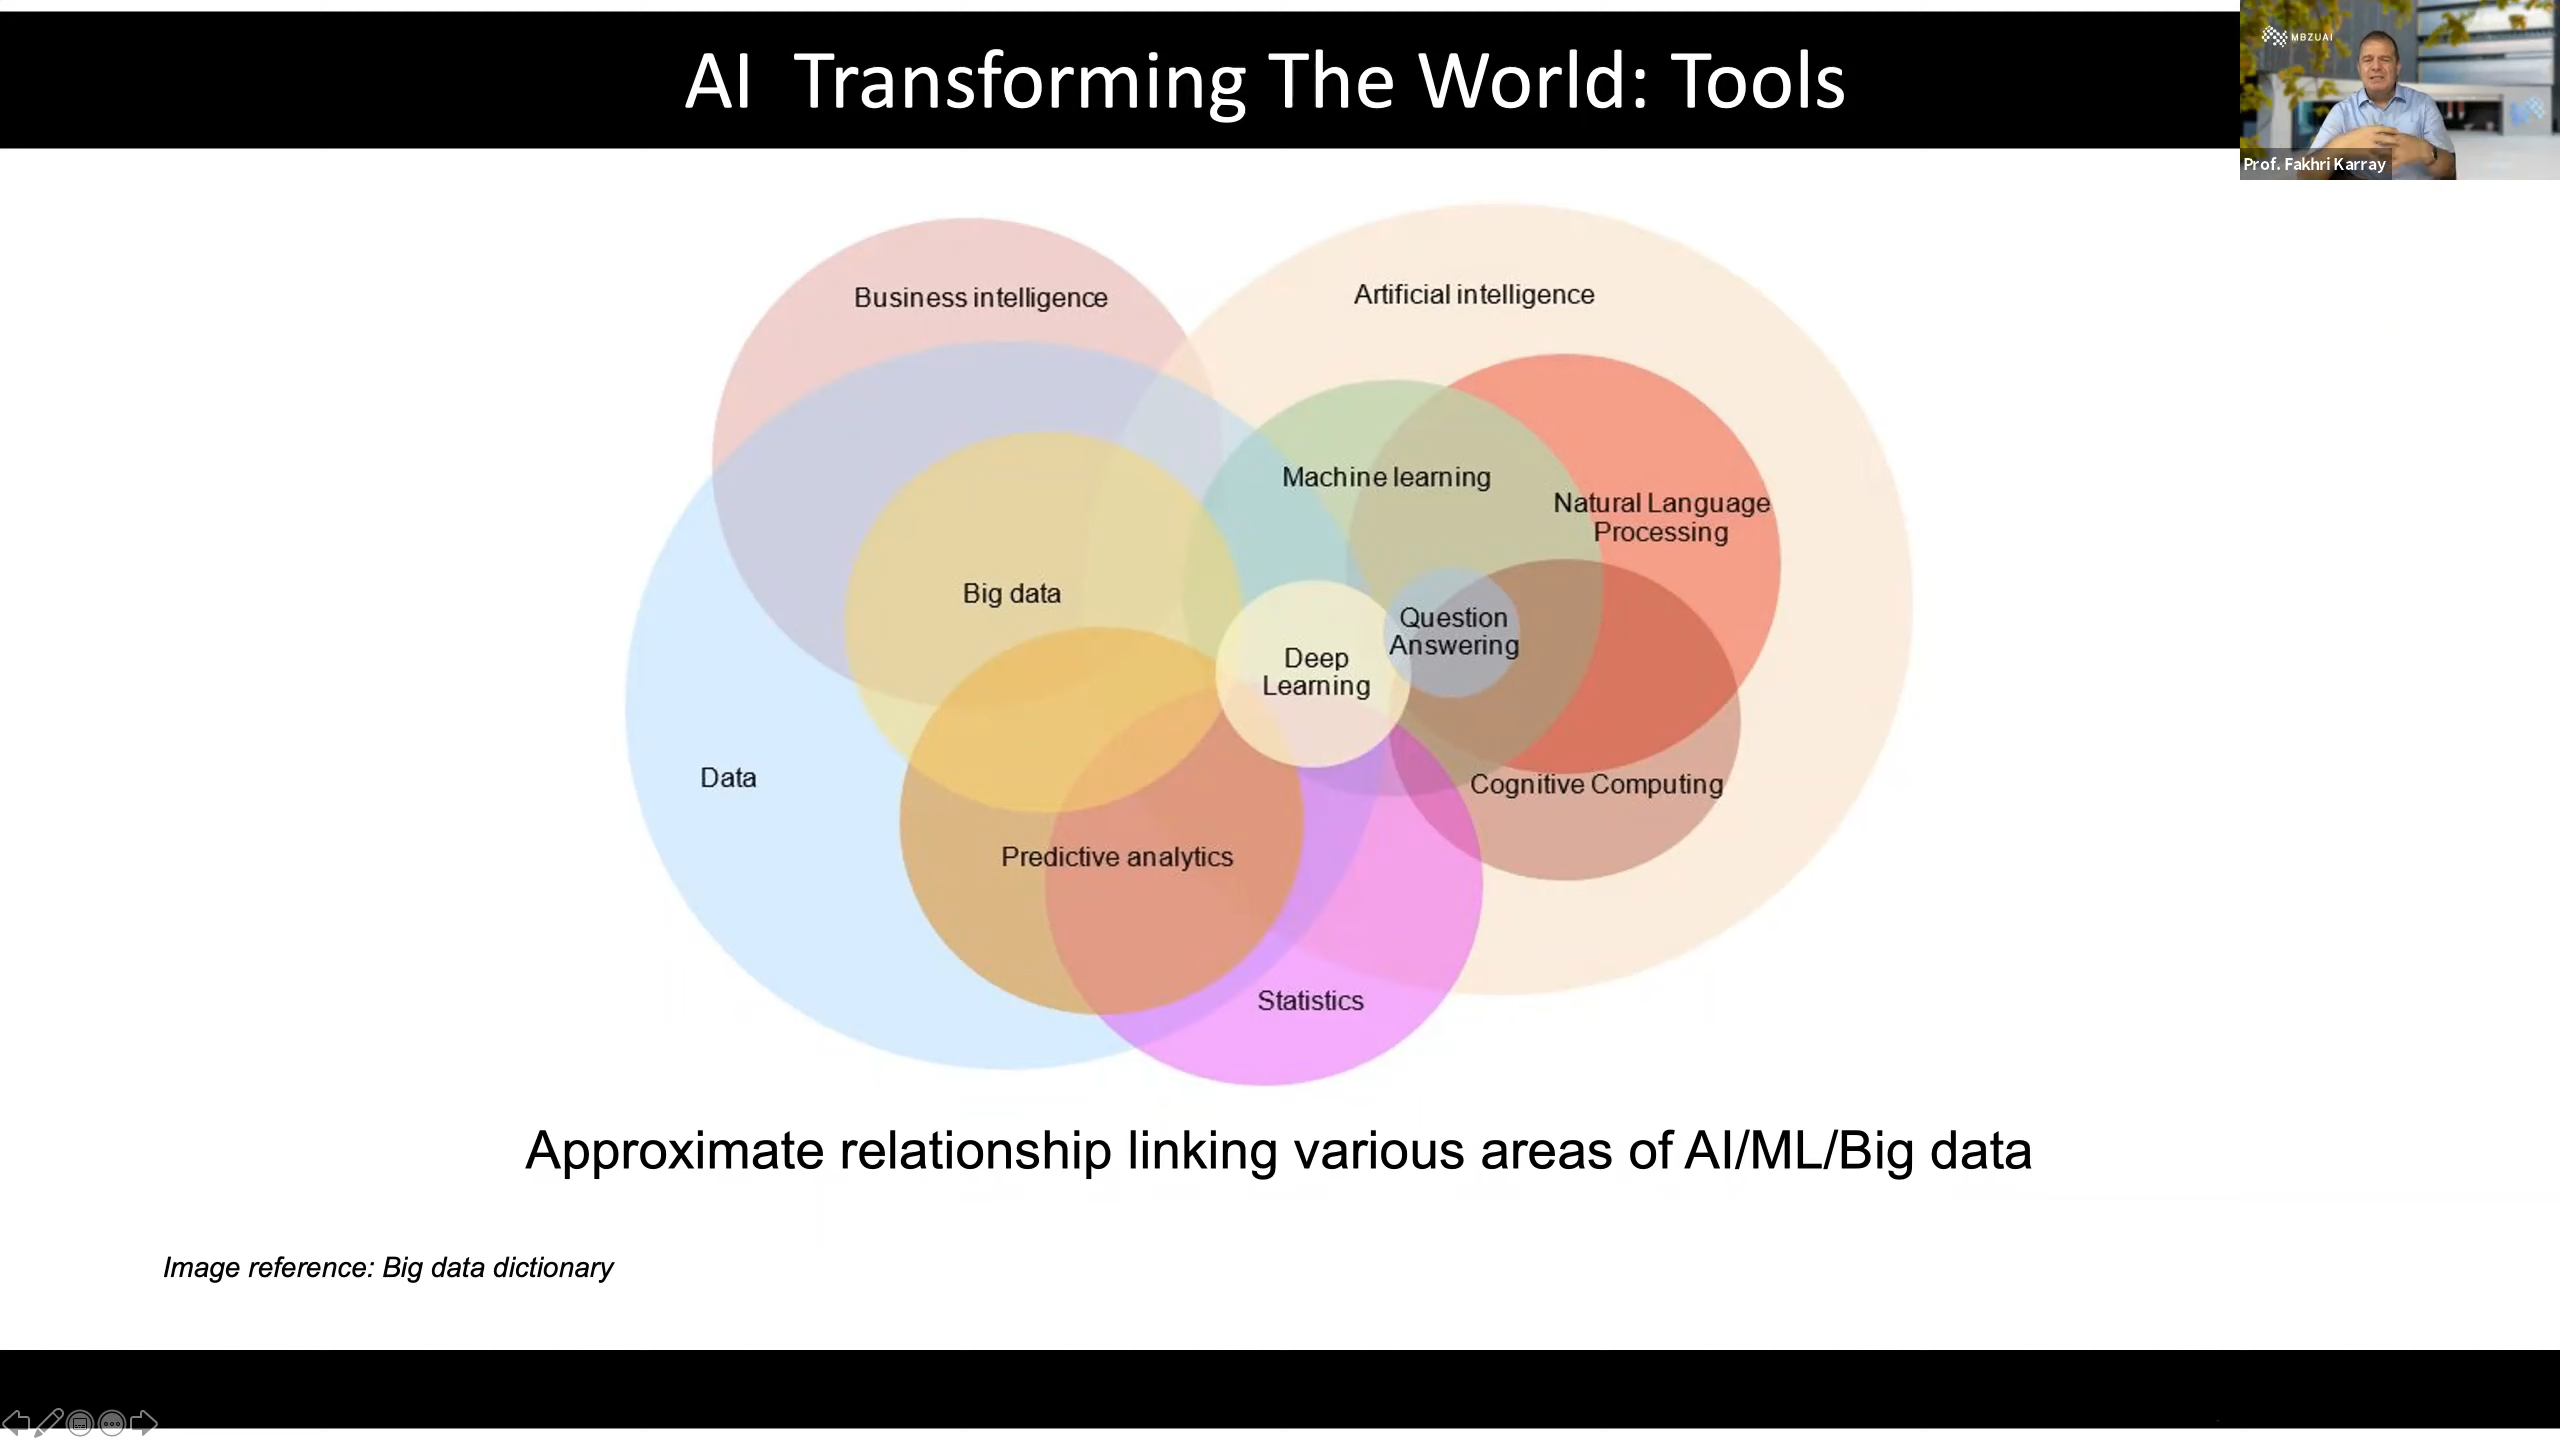 AI  Transforming The World: Tools
MBZUAI
Prof. Fakhri Karray
Business intelligence
Artificial intelligence
Machine learning
Natural Language
Processing
Big data
Question
Answering
Deep
Learning
Data
Cognitive Computing
Predictive analytics
Statistics
Approximate relationship linking various areas of AI/ML/Big data
Image reference: Big data dictionary